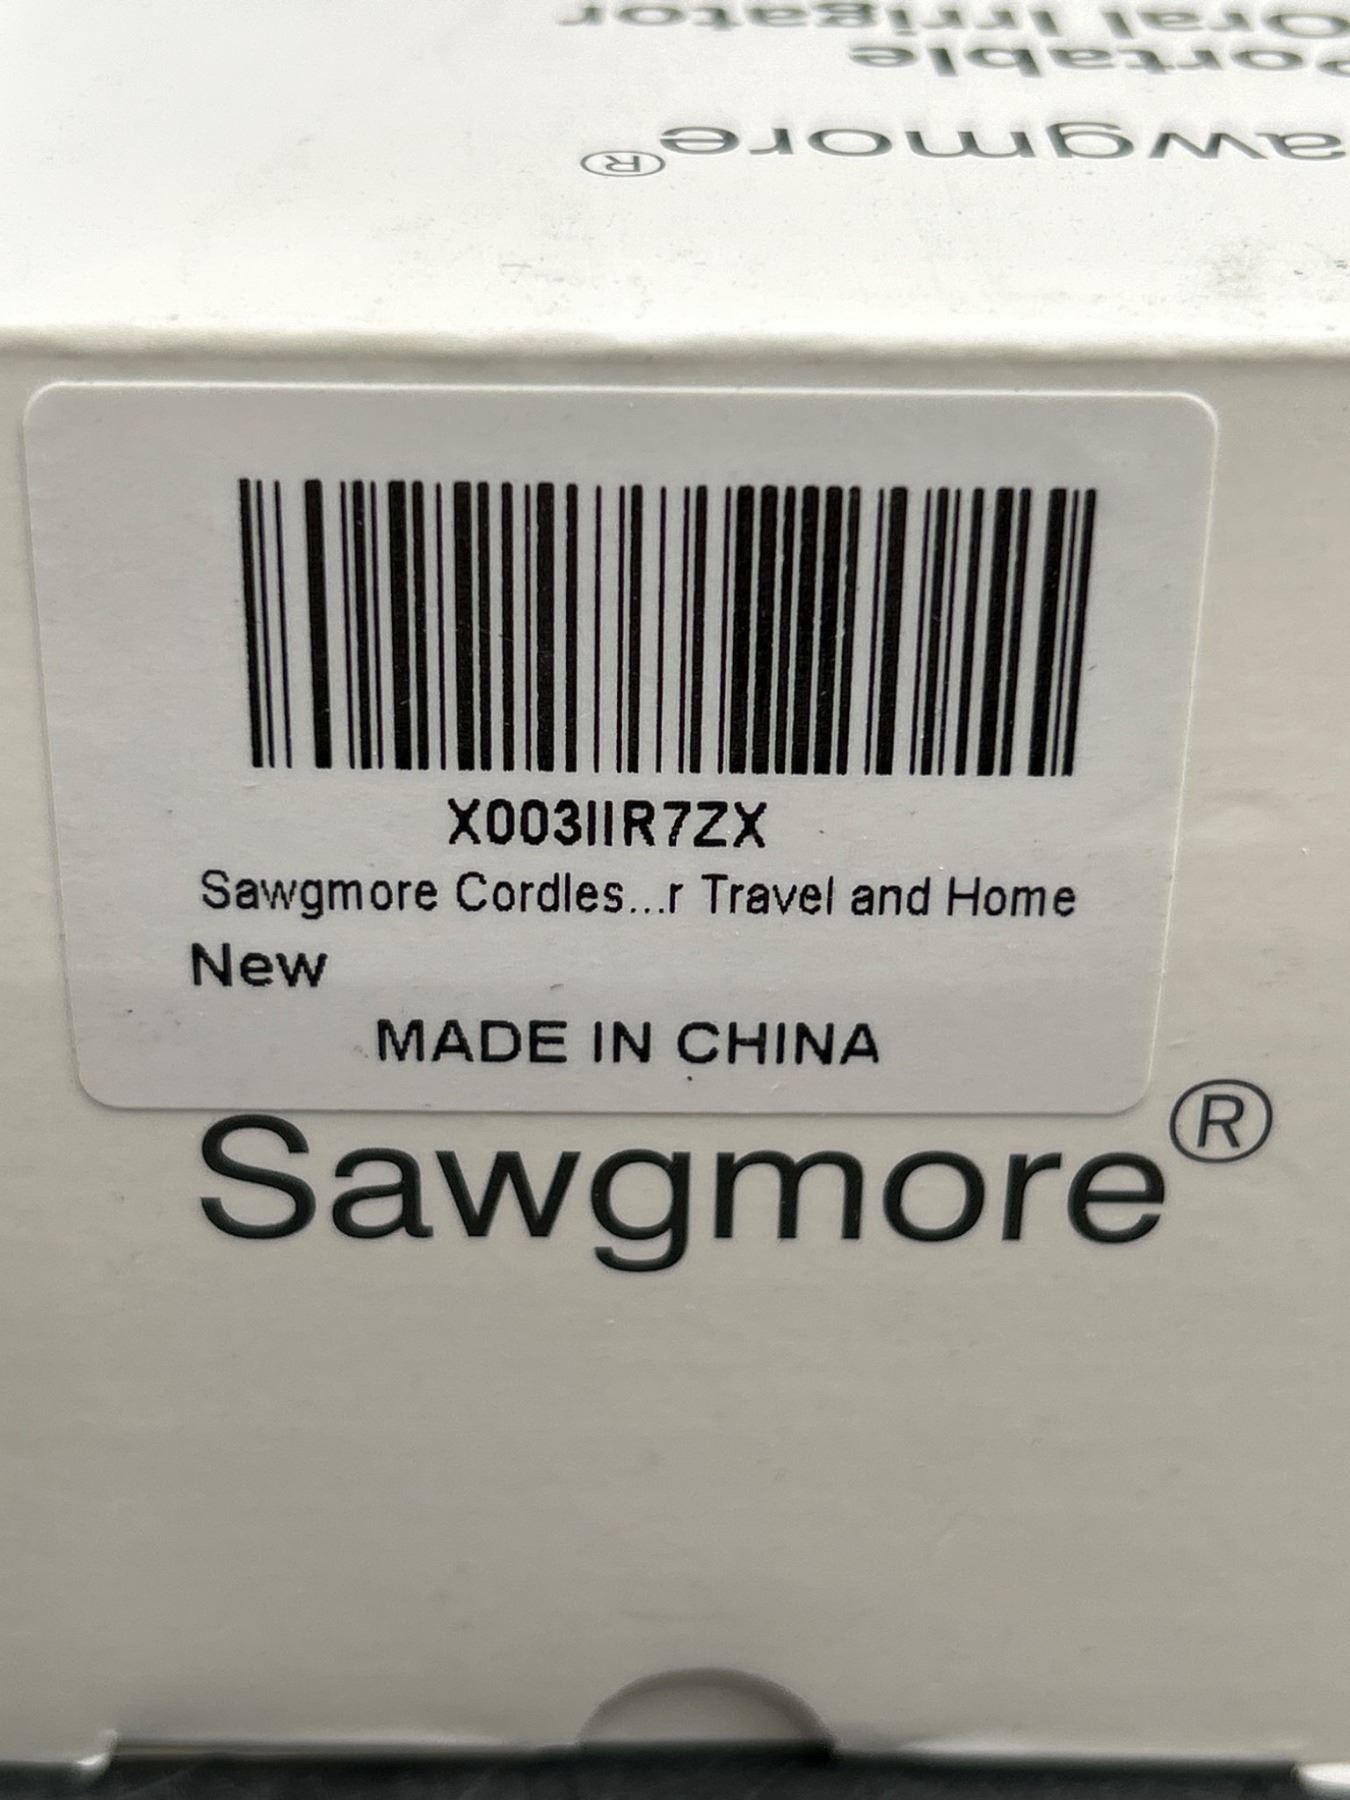 Sawgmore®
Portable
Oral Irrigator
X003IIR7ZX
Sawgmore Cordles...r Travel and Home
New
MADE IN CHINA
Sawgmore®